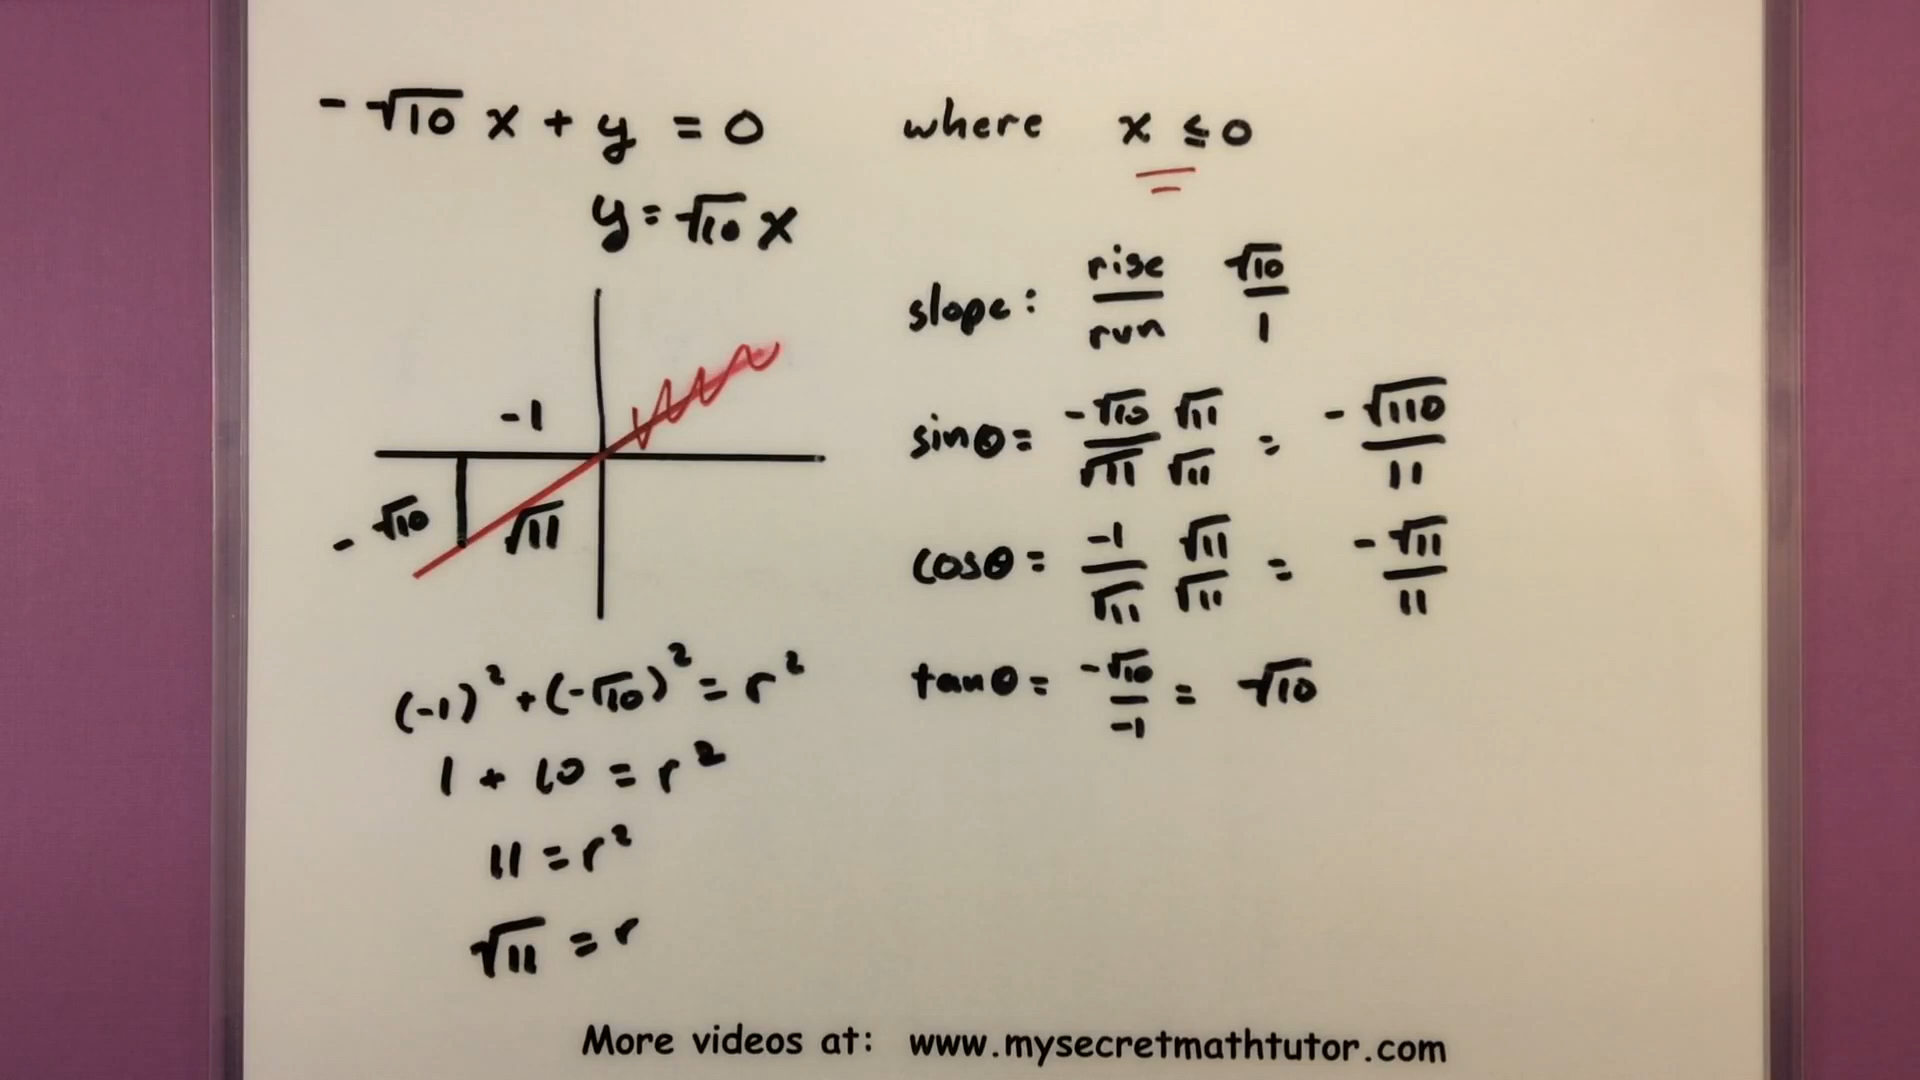 -√10 x + y = 0 where x ≤ 0
y = √10 x
slope: rise/run √10/1
-1
-√10
√11
sinθ = -√10/√11 √11/√11 = -√110/11
cosθ = -1/√11 √11/√11 = -√11/11
tanθ = -√10/-1 = √10
(-1)² + (-√10)² = r²
1 + 10 = r²
11 = r²
√11 = r
More videos at: www.mysecretmathtutor.com